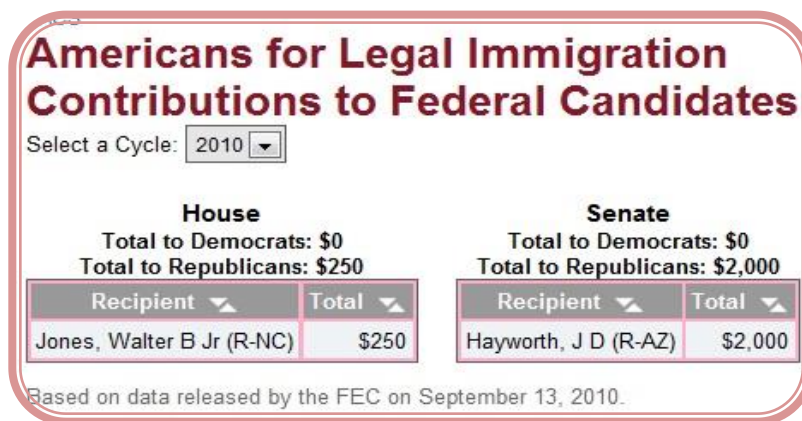 Americans for Legal Immigration
Contributions to Federal Candidates
Select a Cycle: 2010
House
Total to Democrats: $0
Total to Republicans: $250
Recipient Total
Jones, Walter B Jr (R-NC) $250
Senate
Total to Democrats: $0
Total to Republicans: $2,000
Recipient Total
Hayworth, J D (R-AZ) $2,000
Based on data released by the FEC on September 13, 2010.